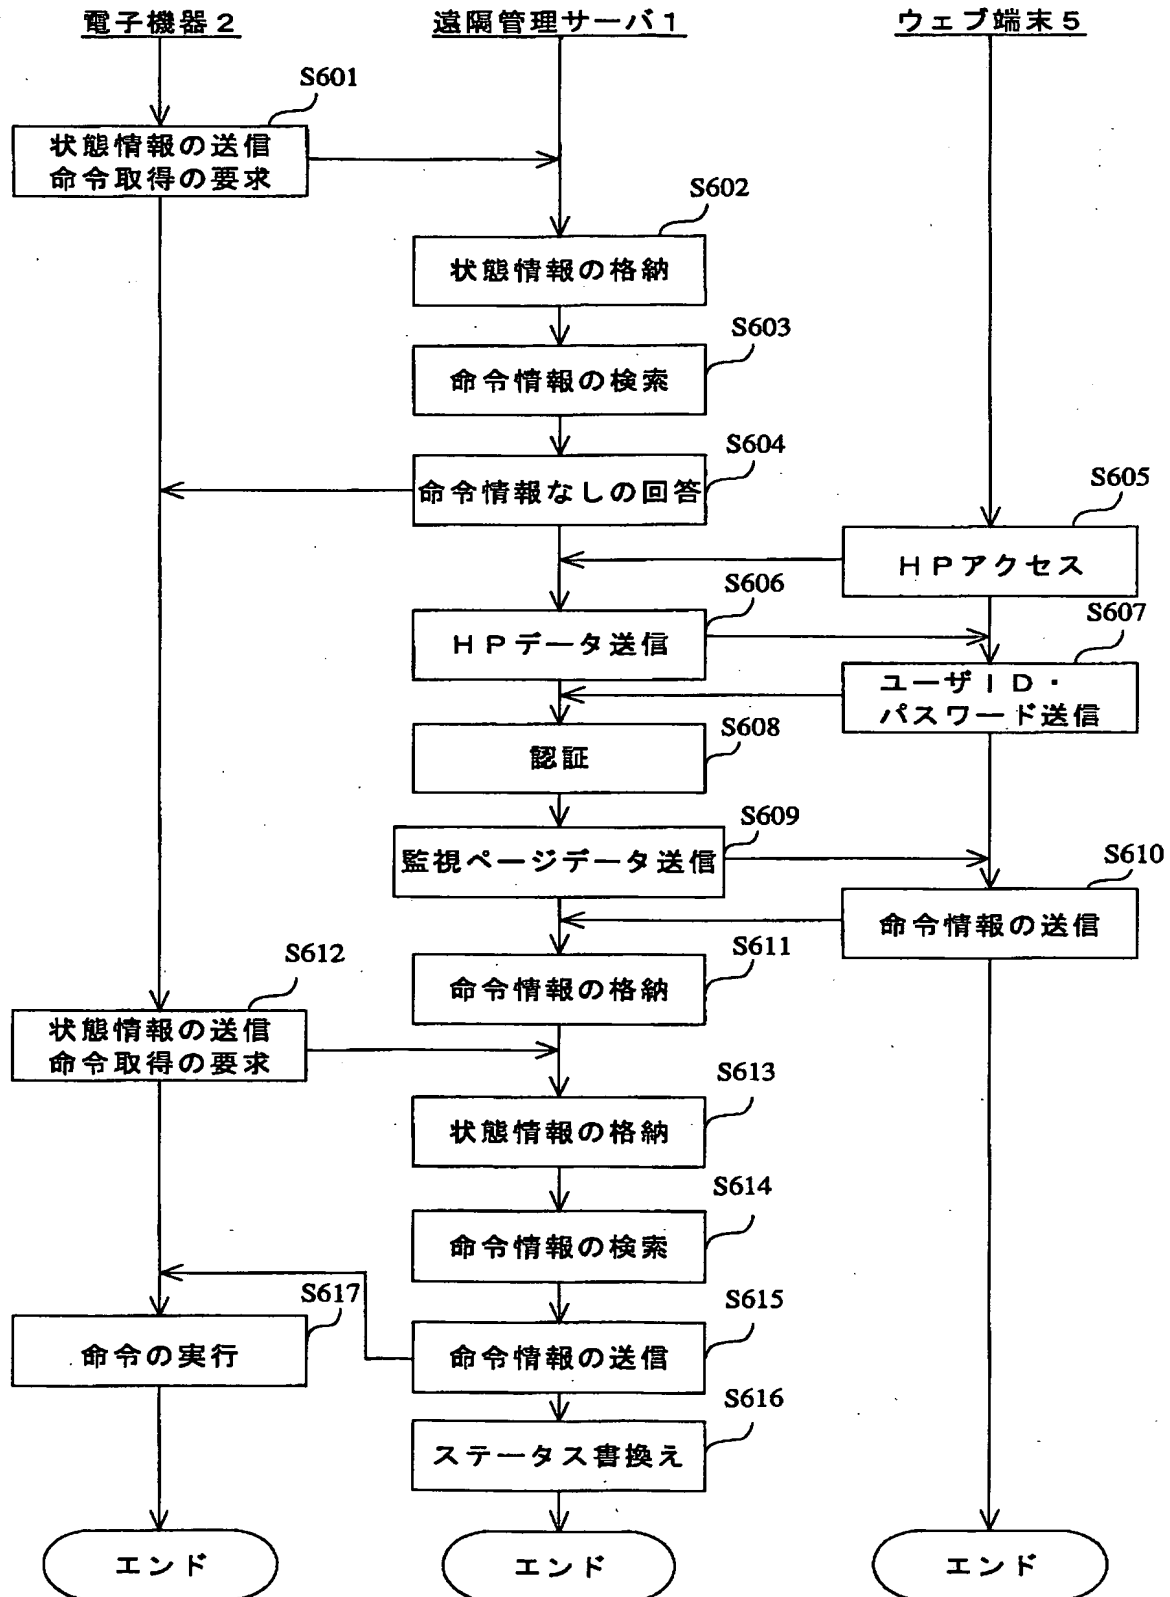 電子機器2
遠隔管理サーバ1
ウェブ端末5
S601
状態情報の送信
命令取得の要求
S602
状態情報の格納
S603
命令情報の検索
S604
命令情報なしの回答
S605
HPアクセス
S606
HPデータ送信
S607
ユーザID・
パスワード送信
S608
認証
S609
監視ページデータ送信
S610
命令情報の送信
S611
命令情報の格納
S612
状態情報の送信
命令取得の要求
S613
状態情報の格納
S614
命令情報の検索
S615
命令情報の送信
S617
命令の実行
S616
ステータス書換え
エンド
エンド
エンド